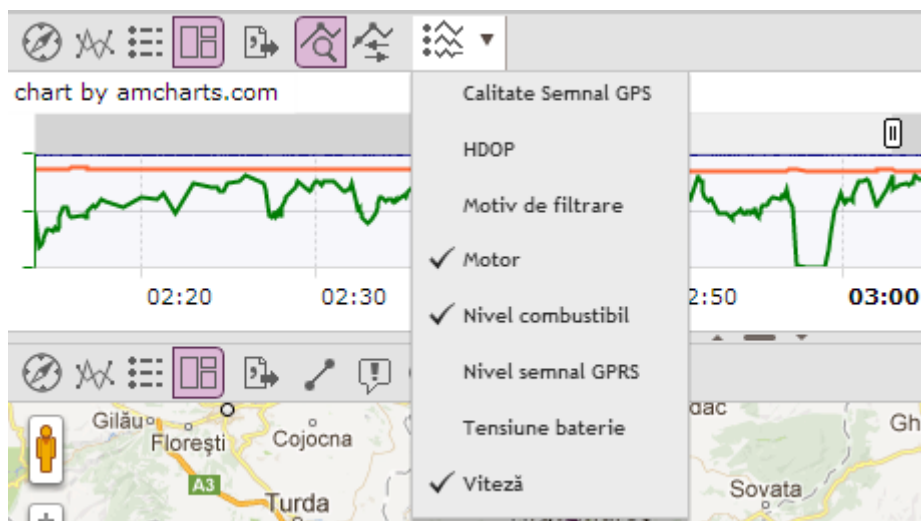 chart by amcharts.com
Calitate Semnal GPS
HDOP
Motiv de filtrare
Motor
Nivel combustibil
Nivel semnal GPRS
Tensiune baterie
Viteză
02:20
02:30
2:50
03:00
Gilău
Florești
Cojocna
A3
Turda
dac
Gh
Sovata